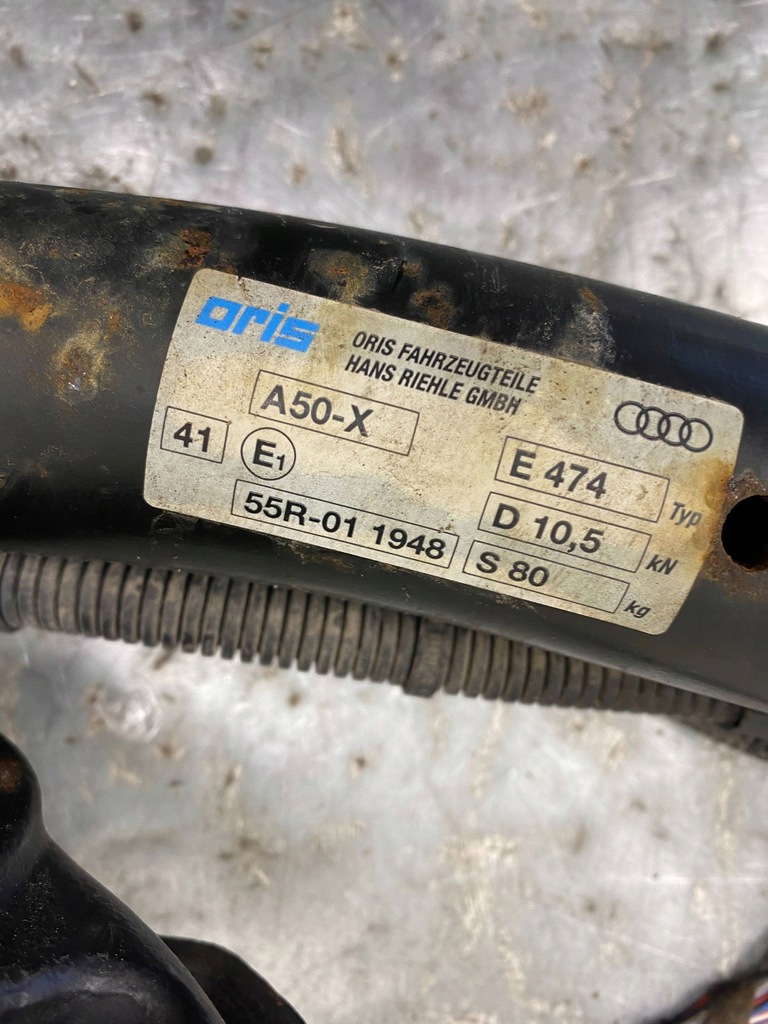 oris
ORIS FAHRZEUGTEILE
HANS RIEHLE GMBH
A50-X
41
E1
E 474 Typ
55R-01 1948
D 10,5 kN
S 80 kg